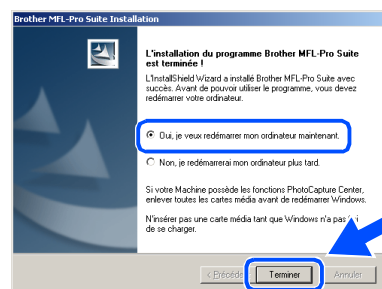 Brother MFL-Pro Suite Installation
L'installation du programme Brother MFL-Pro Suite
est terminée !
L'InstallShield Wizard a installé Brother MFL-Pro Suite avec
succès. Avant de pouvoir utiliser le programme, vous devez
redémarrer votre ordinateur.
Oui, je veux redémarrer mon ordinateur maintenant.
Non, je redémarrerai mon ordinateur plus tard.
Si votre Machine possède les fonctions PhotoCapture Center,
enlever toutes les cartes média avant de redémarrer Windows.
N'insérer pas une carte média tant que Windows n'a pas
de se charger.
< Précéde
Terminer
Annuler